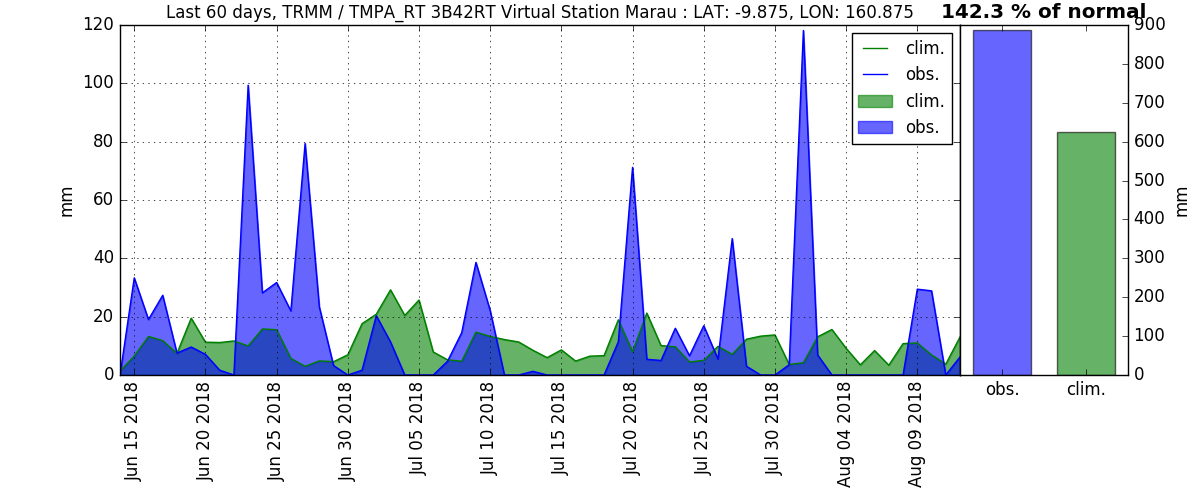 Last 60 days, TRMM / TMPA_RT 3B42RT Virtual Station Marau : LAT: -9.875, LON: 160.875
142.3 % of normal
120
100
80
60
40
20
0
mm
clim.
obs.
clim.
obs.
900
800
700
600
500
400
300
200
100
0
mm
Jun 15 2018
Jun 20 2018
Jun 25 2018
Jun 30 2018
Jul 05 2018
Jul 10 2018
Jul 15 2018
Jul 20 2018
Jul 25 2018
Jul 30 2018
Aug 04 2018
Aug 09 2018
obs.
clim.